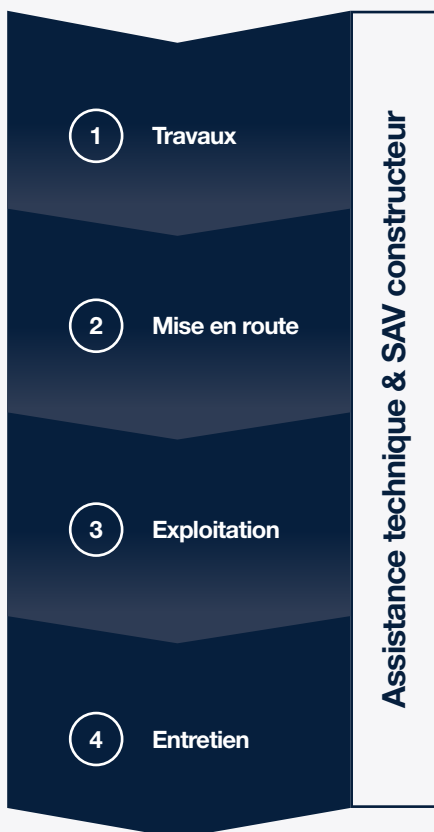 1 Travaux
2 Mise en route
3 Exploitation
4 Entretien
Assistance technique & SAV constructeur